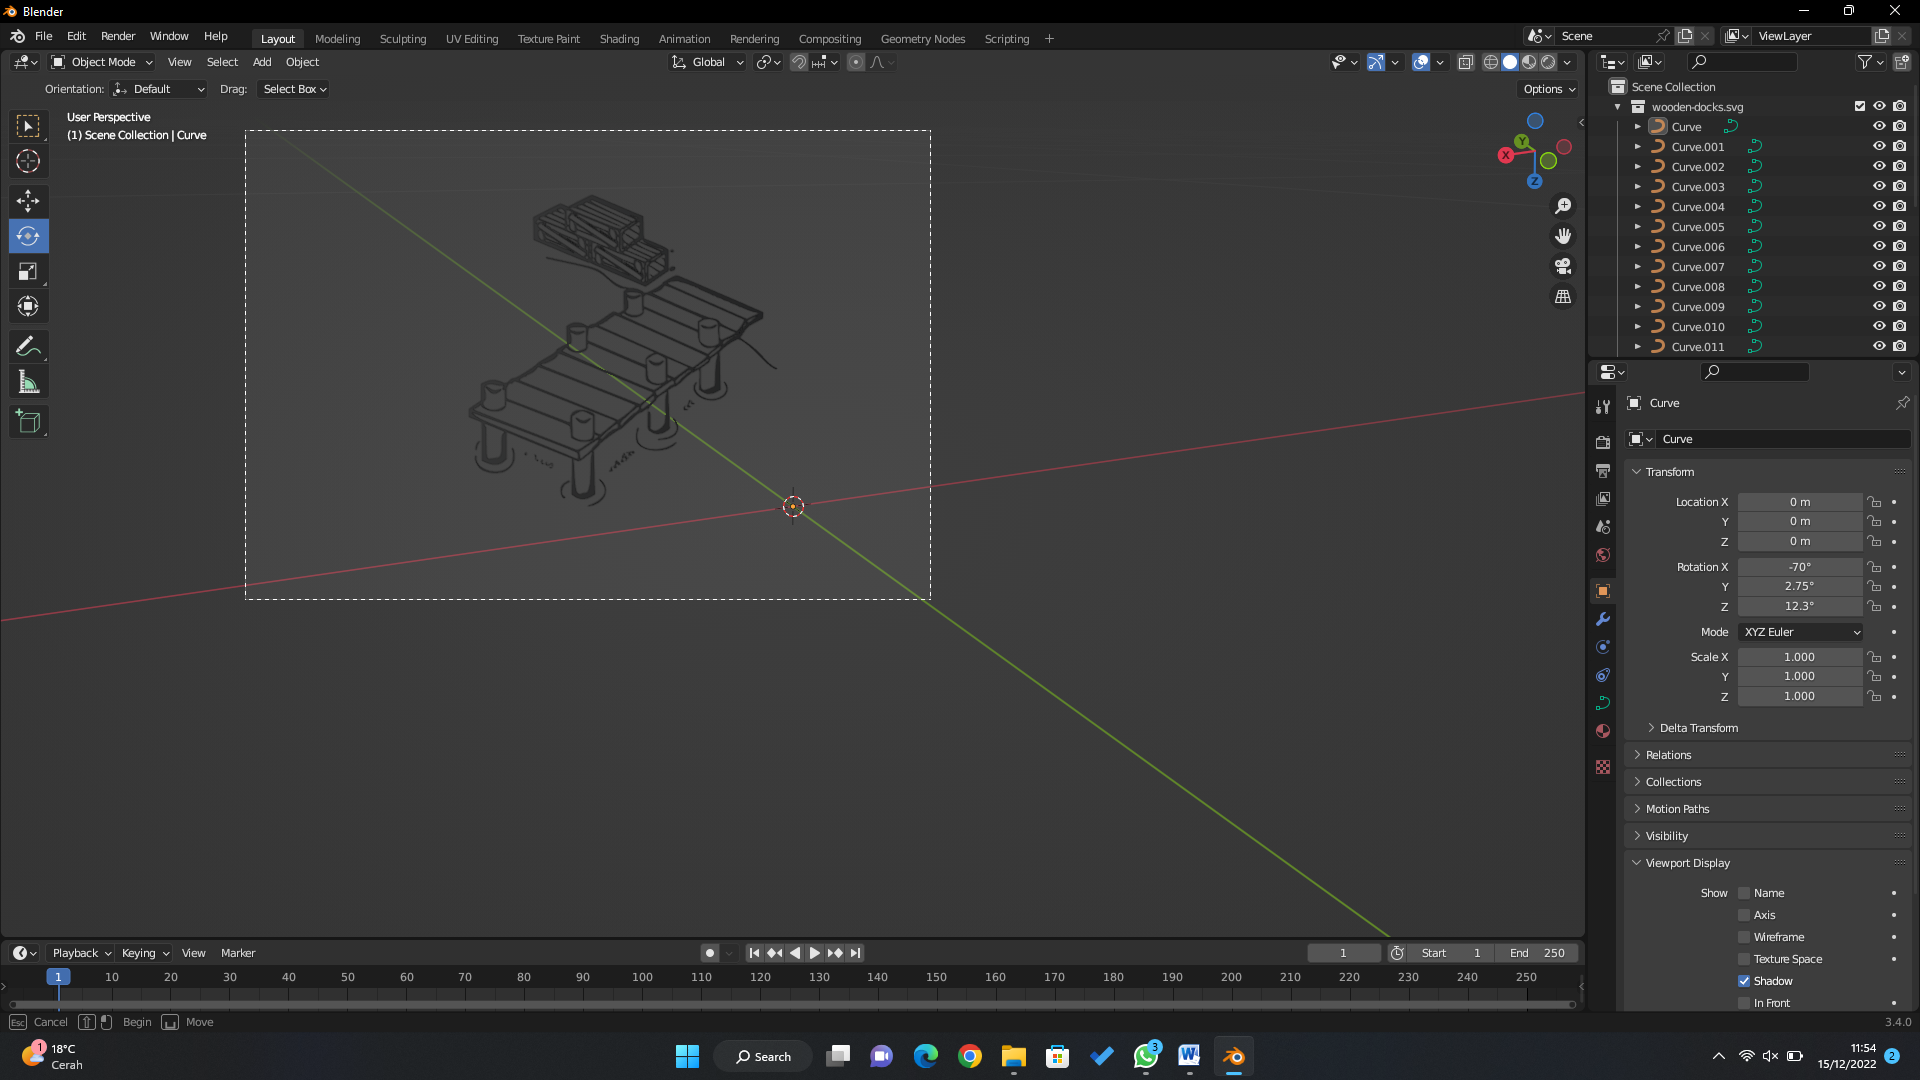 Blender
File Edit Render Window Help Layout Modeling Sculpting UV Editing Texture Paint Shading Animation Rendering Compositing Geometry Nodes Scripting + Scene ViewLayer
Object Mode View Select Add Object Global
Orientation: Default Drag: Select Box Options
User Perspective
(1) Scene Collection | Curve
X Y Z
Scene Collection
wooden-docks.svg
Curve
Curve.001
Curve.002
Curve.003
Curve.004
Curve.005
Curve.006
Curve.007
Curve.008
Curve.009
Curve.010
Curve.011
Curve
Curve
Transform
Location X 0 m
Y 0 m
Z 0 m
Rotation X -70°
Y 2.75°
Z 12.3°
Mode XYZ Euler
Scale X 1.000
Y 1.000
Z 1.000
Delta Transform
Relations
Collections
Motion Paths
Visibility
Viewport Display
Show Name
Axis
Wireframe
Texture Space
Shadow
In Front
Playback Keying View Marker 1 Start 1 End 250
1 10 20 30 40 50 60 70 80 90 100 110 120 130 140 150 160 170 180 190 200 210 220 230 240 250
Esc Cancel Begin Move 3.4.0
1 18°C
Cerah
Search
3
11:54
15/12/2022
2